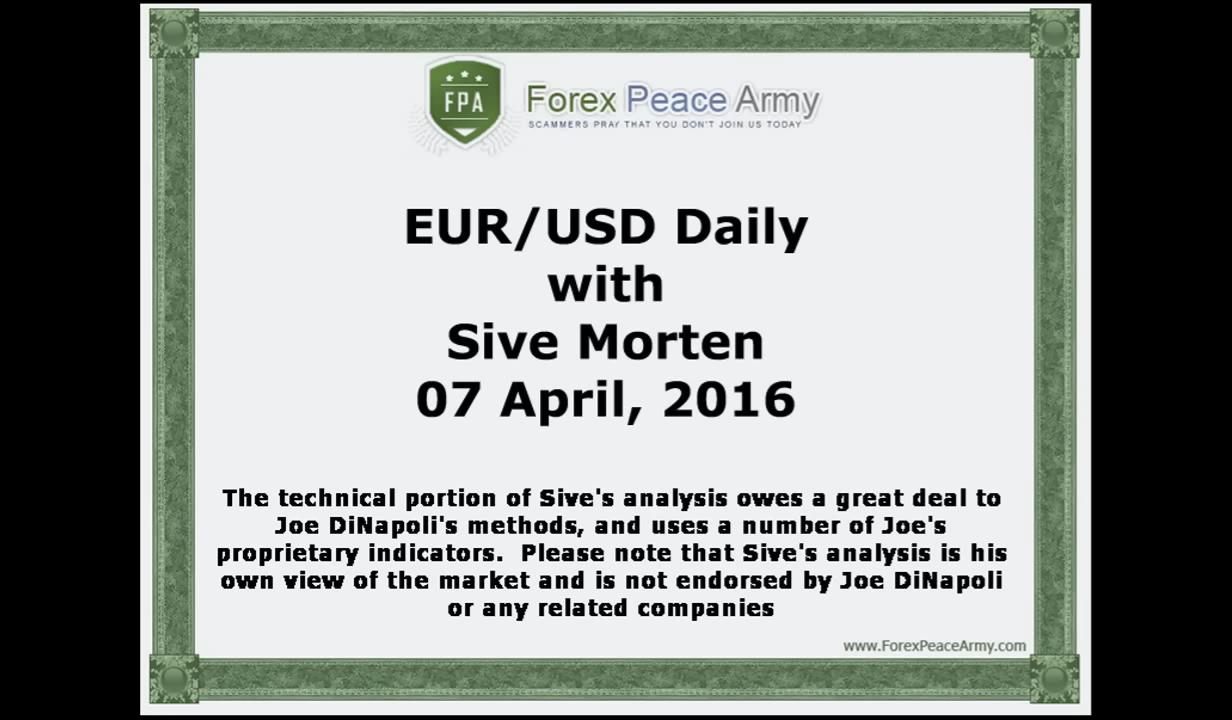 FPA
Forex Peace Army
SCAMMERS PRAY THAT YOU DON'T JOIN US TODAY
EUR/USD Daily
with
Sive Morten
07 April, 2016
The technical portion of Sive's analysis owes a great deal to
Joe DiNapoli's methods, and uses a number of Joe's
proprietary indicators.  Please note that Sive's analysis is his
own view of the market and is not endorsed by Joe DiNapoli
or any related companies
www.ForexPeaceArmy.com